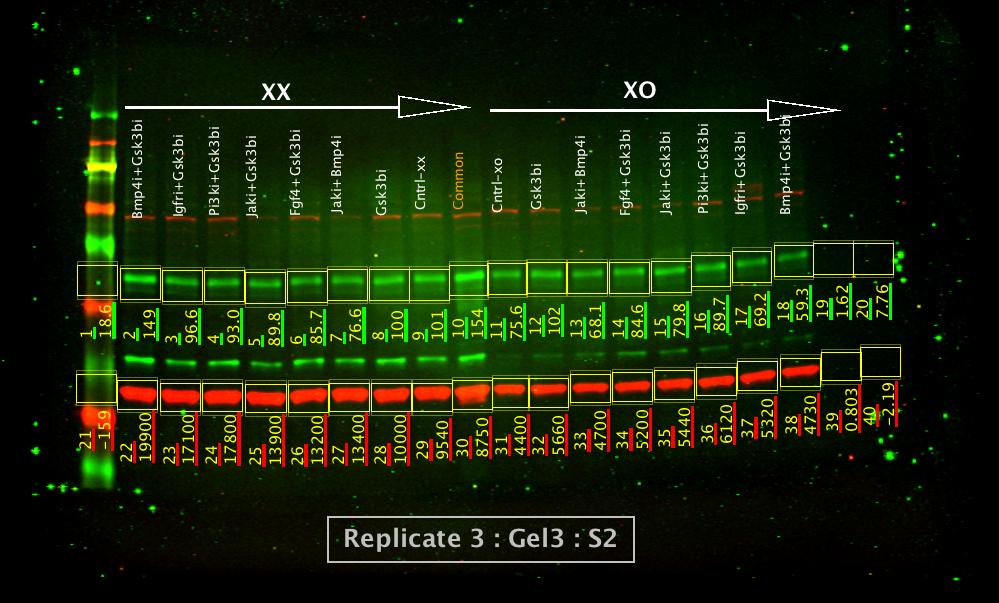 XX
XO
Bmp4i+Gsk3bi
Igfri+Gsk3bi
Pi3ki+Gsk3bi
Jaki+Gsk3bi
Fgf4+Gsk3bi
Jaki+Bmp4i
Gsk3bi
Cntrl-xx
Common
Cntrl-xo
Gsk3bi
Jaki+Bmp4i
Fgf4+Gsk3bi
Jaki+Gsk3bi
Pi3ki+Gsk3bi
Igfri+Gsk3bi
Bmp4i+Gsk3bi
1 18.6
2 149
3 96.6
4 93.0
5 89.8
6 85.7
7 76.6
8 100
9 101
10 154
11 75.6
12 102
13 68.1
14 84.6
15 79.8
16 89.7
17 69.2
18 59.3
19 1.62
20 7.76
21 -159
22 19900
23 17100
24 17800
25 13900
26 13200
27 13400
28 10000
29 9540
30 8750
31 4400
32 5660
33 4700
34 5200
35 5440
36 6120
37 5320
38 4730
39 0.803
40 -2.19
Replicate 3 : Gel3 : S2